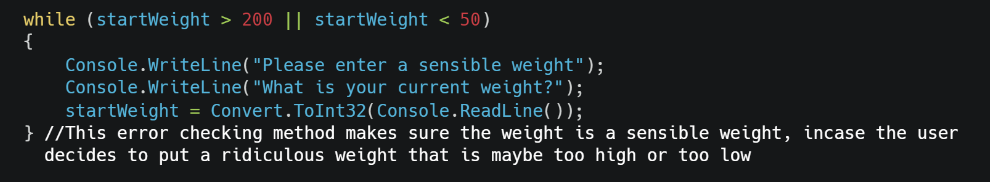 while (startWeight > 200 || startWeight < 50)
{
    Console.WriteLine("Please enter a sensible weight");
    Console.WriteLine("What is your current weight?");
    startWeight = Convert.ToInt32(Console.ReadLine());
} //This error checking method makes sure the weight is a sensible weight, incase the user
  decides to put a ridiculous weight that is maybe too high or too low